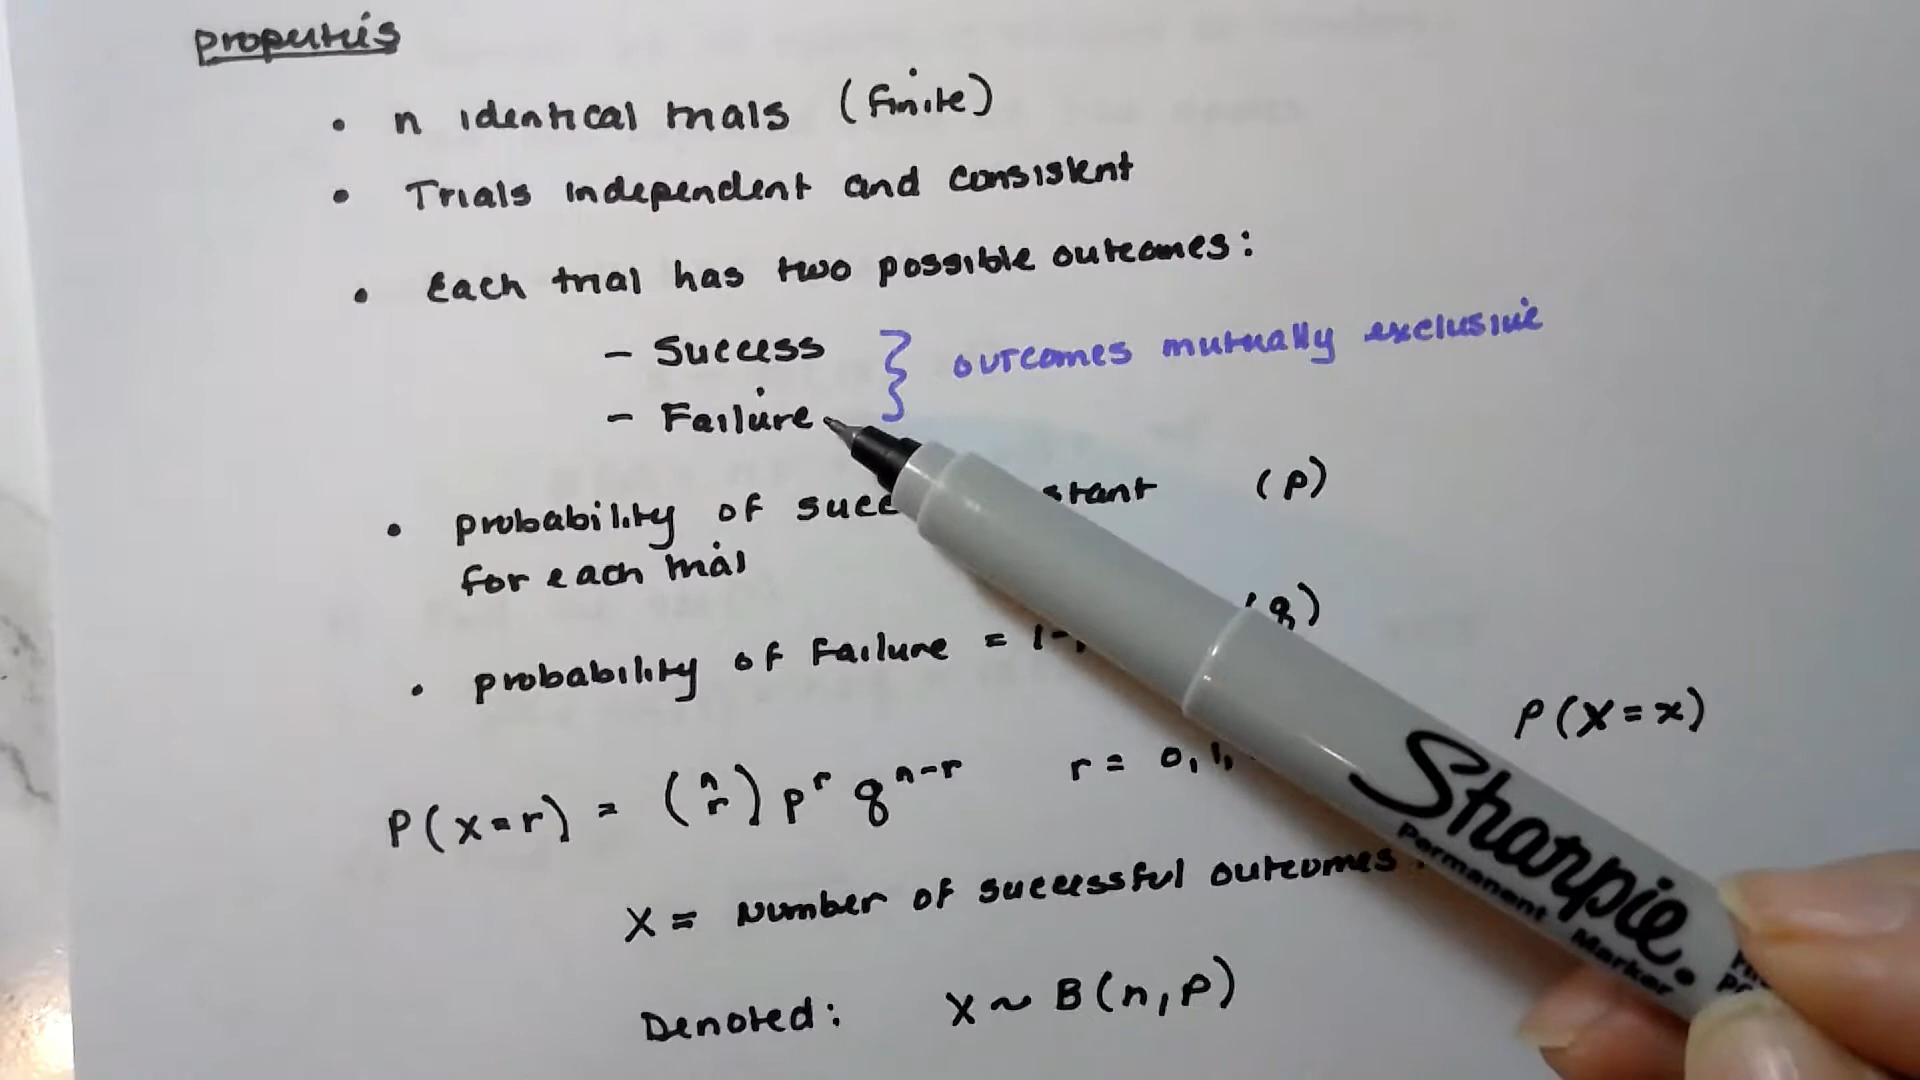 properties
• n identical trials (finite)
• Trials independent and consistent
• Each trial has two possible outcomes:
- Success } outcomes mutually exclusive
- Failure
• probability of succ stant (p)
for each trial
• probability of Failure = 1- (q)
P(X=x)
P(x=r) = (n r) p^r q^n-r r = 0, 1,
X = Number of successful outcomes
Denoted: X ~ B(n,p)
Sharpie.
Permanent Marker